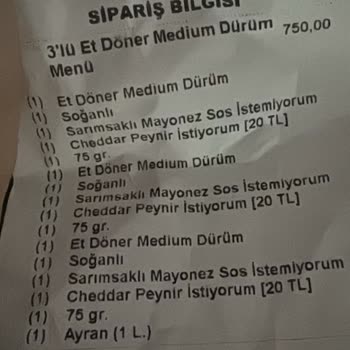 SİPARİŞ BİLGİSİ
3'lü Et Döner Medium Dürüm 750,00
Menü
(1) Et Döner Medium Dürüm
(1) Soğanlı
(1) Sarımsaklı Mayonez Sos İstemiyorum
(1) Cheddar Peynir İstiyorum [20 TL]
(1) 75 gr.
(1) Et Döner Medium Dürüm
(1) Soğanlı
(1) Sarımsaklı Mayonez Sos İstemiyorum
(1) Cheddar Peynir İstiyorum [20 TL]
(1) 75 gr.
(1) Et Döner Medium Dürüm
(1) Soğanlı
(1) Sarımsaklı Mayonez Sos İstemiyorum
(1) Cheddar Peynir İstiyorum [20 TL]
(1) 75 gr.
(1) Ayran (1 L.)